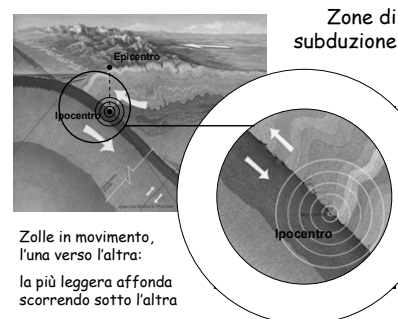 Zone di
subduzione
Epicentro
Ipocentro
Ipocentro
Zolle in movimento,
l'una verso l'altra:
la più leggera affonda
scorrendo sotto l'altra